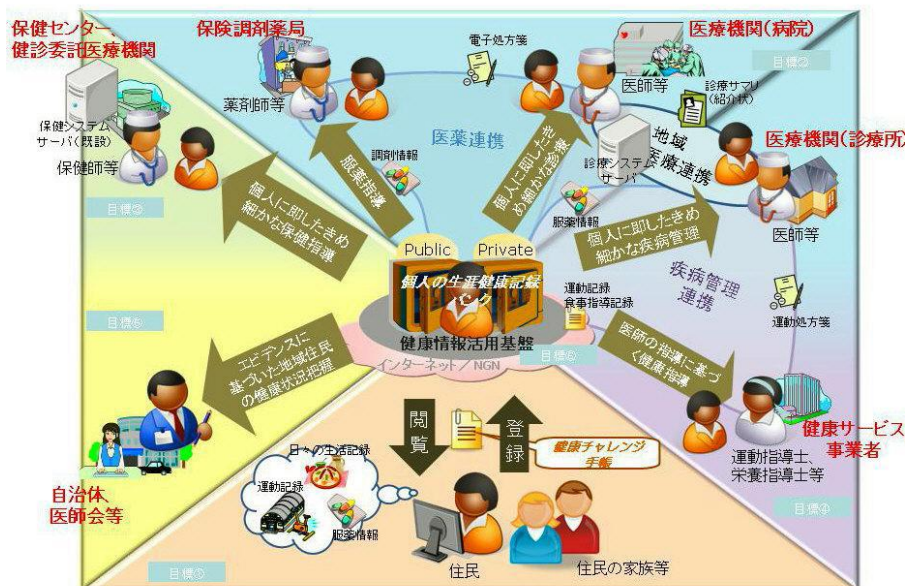 保健センター、
健診委託医療機関
保健システム
サーバ(既設)
保健師等
保険調剤薬局
薬剤師等
電子処方箋
医療機関(病院)
医師等
診療サマリ
(紹介状)
医薬連携
地域
医療連携
診療システム
サーバ
医療機関(診療所)
医師等
調剤情報
服薬指導
個人に即したきめ
細かな診療
服薬情報
個人に即したきめ
細かな疾病管理
疾病管理
連携
個人に即したきめ
細かな保健指導
Public
Private
個人の生涯健康記録
バンク
健康情報活用基盤
インターネット/NGN
運動記録
食事指導記録
運動処方箋
医師の指導に基づ
く健康指導
エビデンスに
基づいた地域住民
の健康状況把握
自治体、
医師会等
健康サービス
事業者
運動指導士、
栄養指導士等
閲覧
登録
健康チャレンジ
手帳
日々の生活記録
運動記録
服薬情報
住民
住民の家族等
目標①